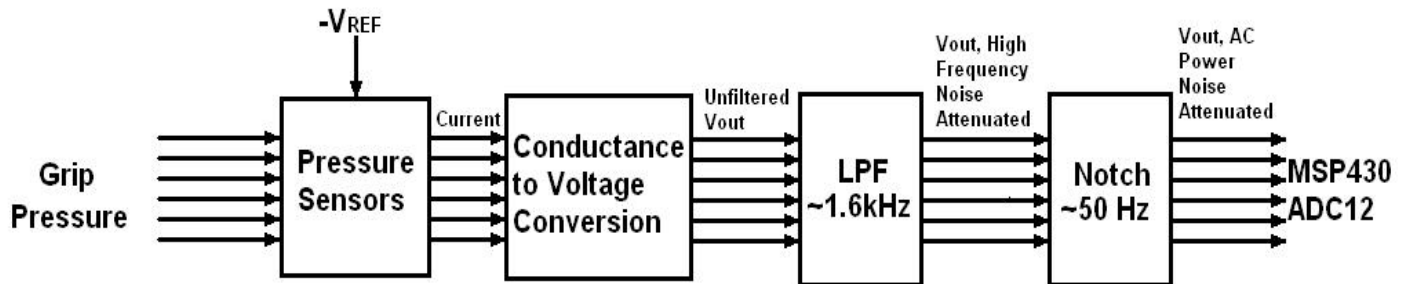 -VREF
Grip
Pressure
Pressure
Sensors
Current
Conductance
to Voltage
Conversion
Unfiltered
Vout
LPF
~1.6kHz
Vout, High
Frequency
Noise
Attenuated
Notch
~50 Hz
Vout, AC
Power
Noise
Attenuated
MSP430
ADC12